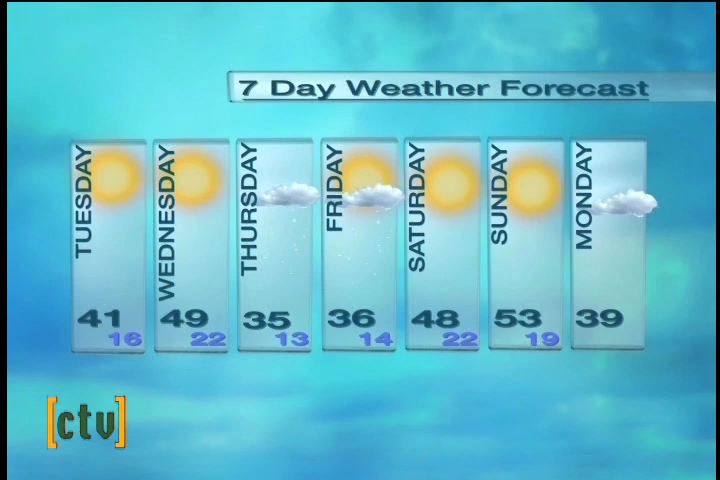 7 Day Weather Forecast
TUESDAY
41
16
WEDNESDAY
49
22
THURSDAY
35
13
FRIDAY
36
14
SATURDAY
48
22
SUNDAY
53
19
MONDAY
39
[ctv]